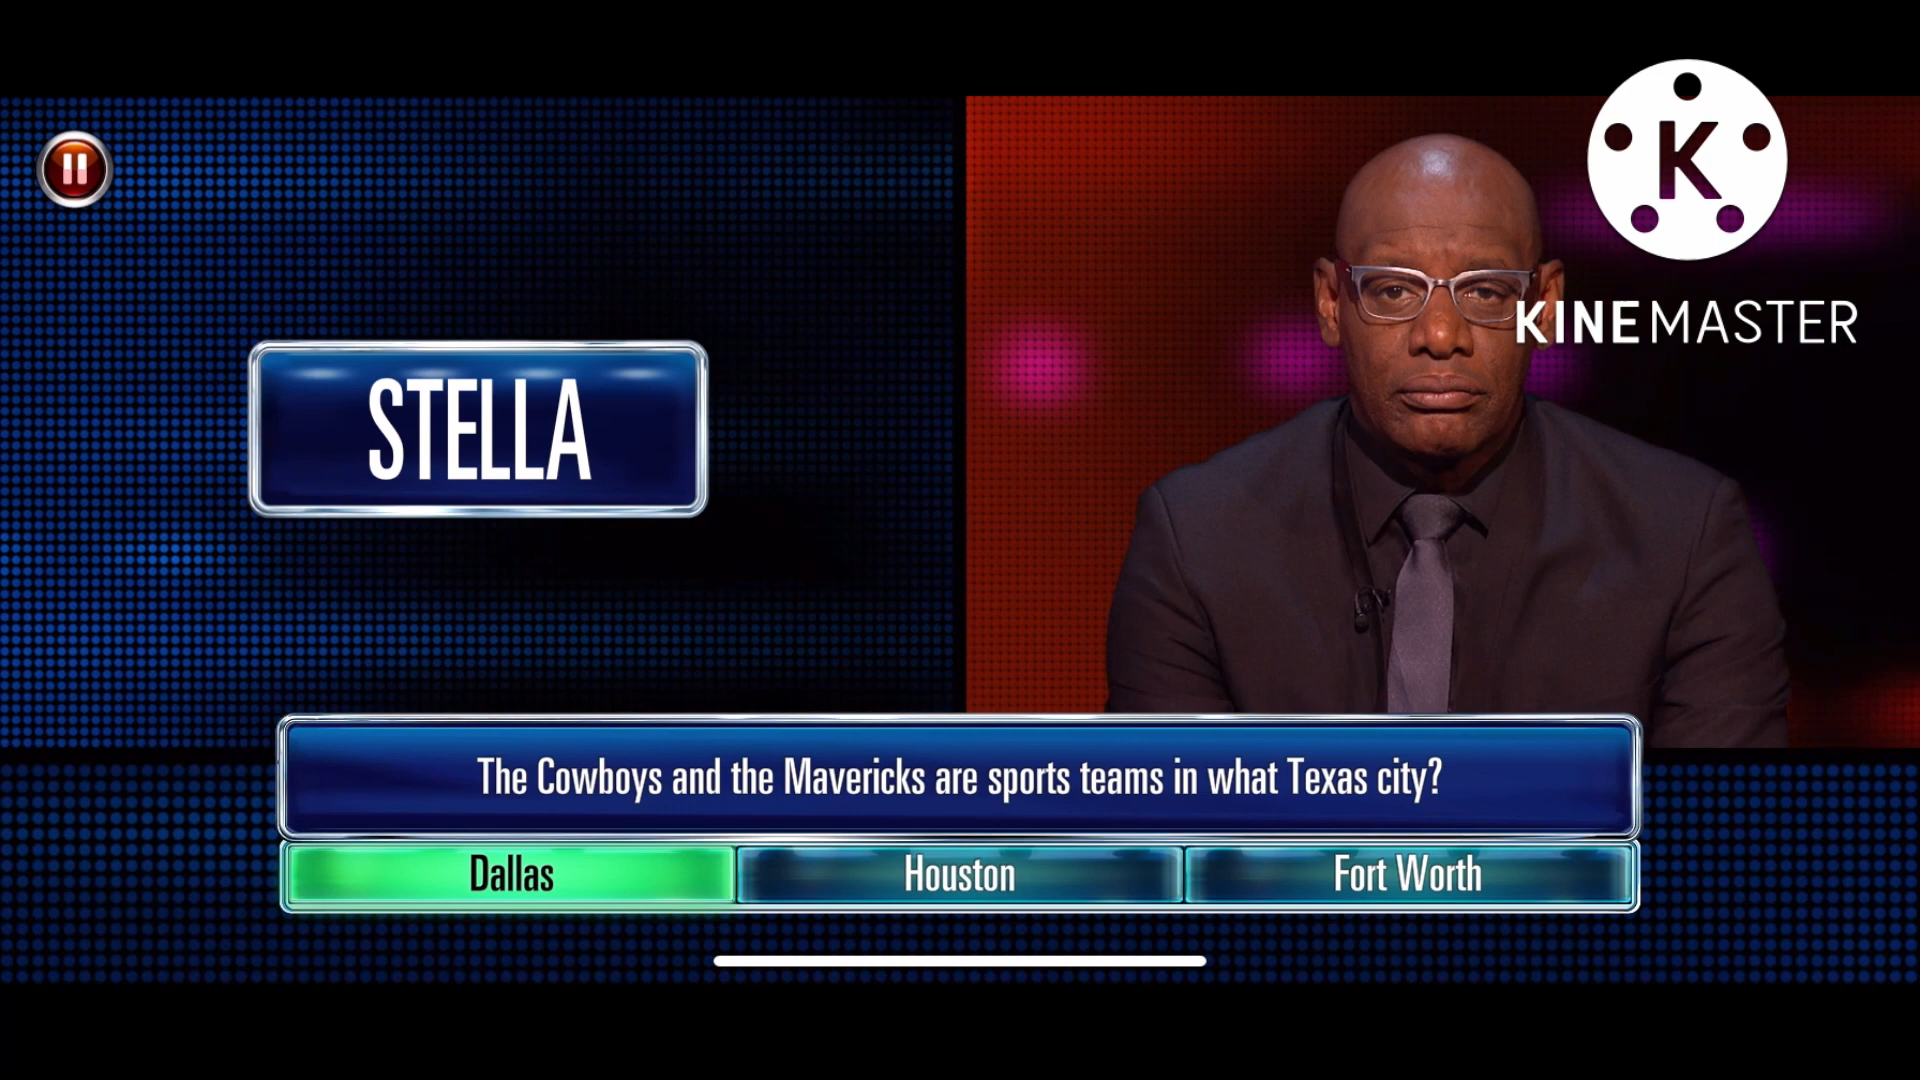 K
KINEMASTER
STELLA
The Cowboys and the Mavericks are sports teams in what Texas city?
Dallas
Houston
Fort Worth